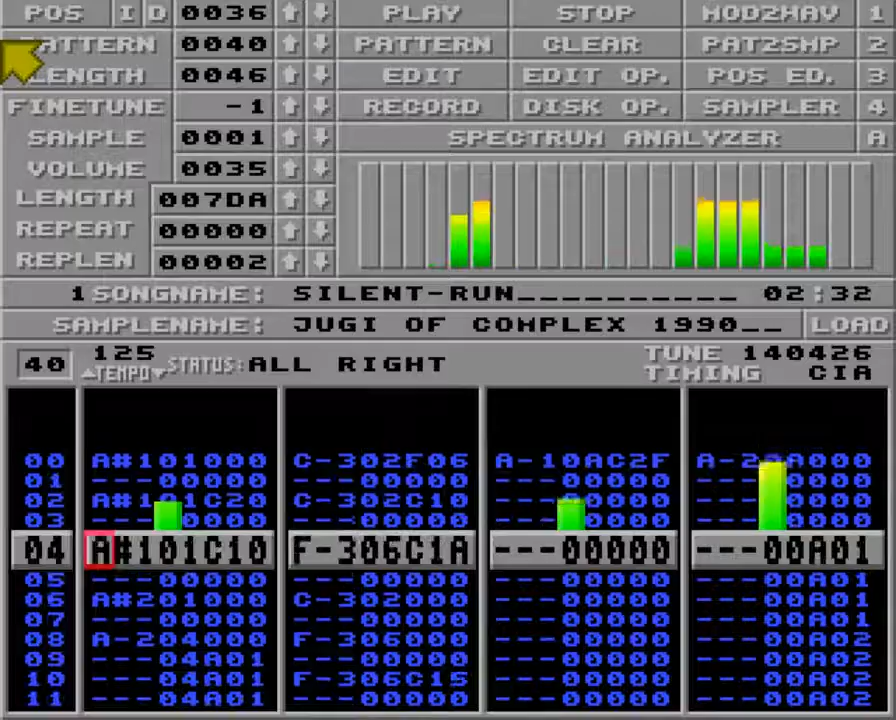 POS I D 0036 PLAY STOP MOD2WAV 1
PATTERN 0040 PATTERN CLEAR PAT2SMP 2
LENGTH 0046 EDIT EDIT OP. POS ED. 3
FINETUNE -1 RECORD DISK OP. SAMPLER 4
SAMPLE 0001 SPECTRUM ANALYZER A
VOLUME 0035
LENGTH 007DA
REPEAT 00000
REPLEN 00002
1 SONGNAME: SILENT-RUN__________ 02:32
SAMPLENAME: JUGI OF COMPLEX 1990__ LOAD
40 125 TEMPO STATUS: ALL RIGHT TUNE 140426
TIMING CIA
00 A#101000 C-302F06 A-10AC2F A-20A000
01 ---00000 ---00000 ---00000 ---00000
02 A#101C20 C-302C10 ---00000 ---00000
03 ---00000 ---00000 ---00000 ---00000
04 A#101C10 F-306C1A ---00000 ---00A01
05 ---00000 ---00000 ---00000 ---00A01
06 A#201000 C-302000 ---00000 ---00A01
07 ---00000 ---00000 ---00000 ---00A01
08 A-204000 F-306000 ---00000 ---00A02
09 ---04A01 ---00000 ---00000 ---00A02
10 ---04A01 F-306C15 ---00000 ---00A02
11 ---04A01 ---00000 ---00000 ---00A02